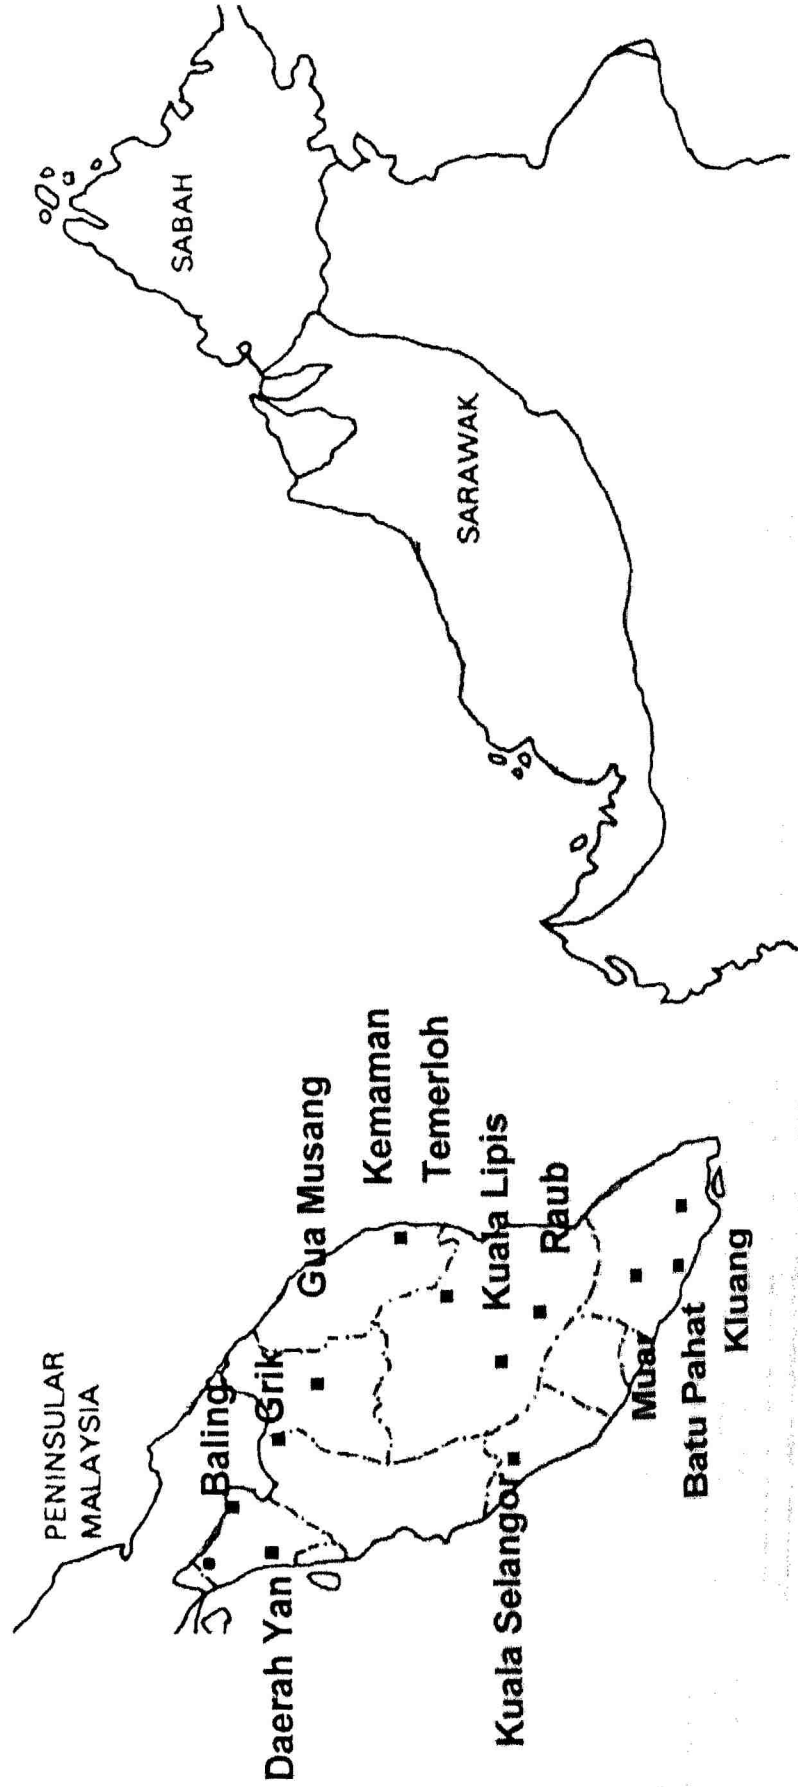 PENINSULAR
MALAYSIA
Baling
Grik
Daerah Yan
Gua Musang
Kemaman
Temerloh
Kuala Lipis
Raub
Kuala Selangor
Muar
Batu Pahat
Kluang
SABAH
SARAWAK